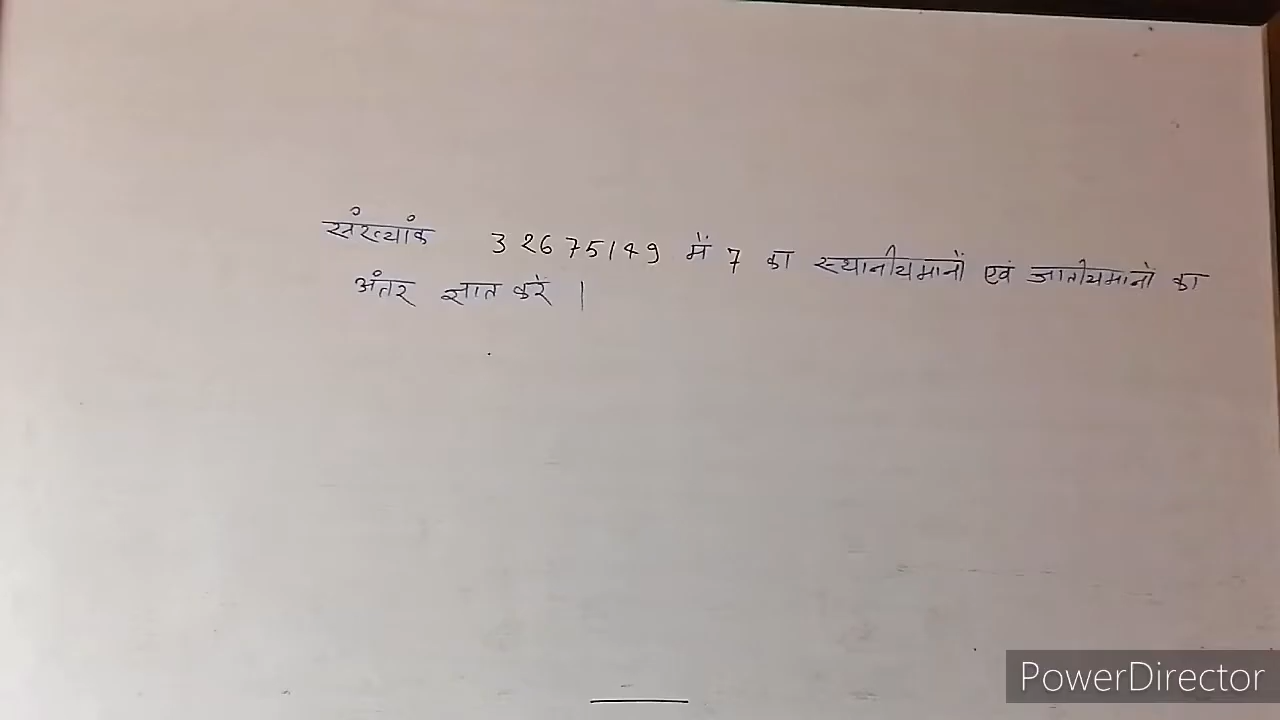 संख्यांक 32675149 में 7 का स्थानीयमानों एवं जातीयमानों का
अंतर ज्ञात करें ।
PowerDirector